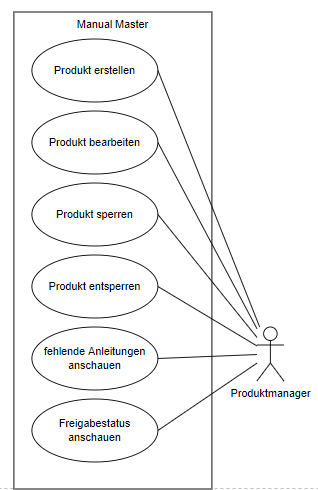 Manual Master
Produkt erstellen
Produkt bearbeiten
Produkt sperren
Produkt entsperren
fehlende Anleitungen
anschauen
Freigabestatus
anschauen
Produktmanager